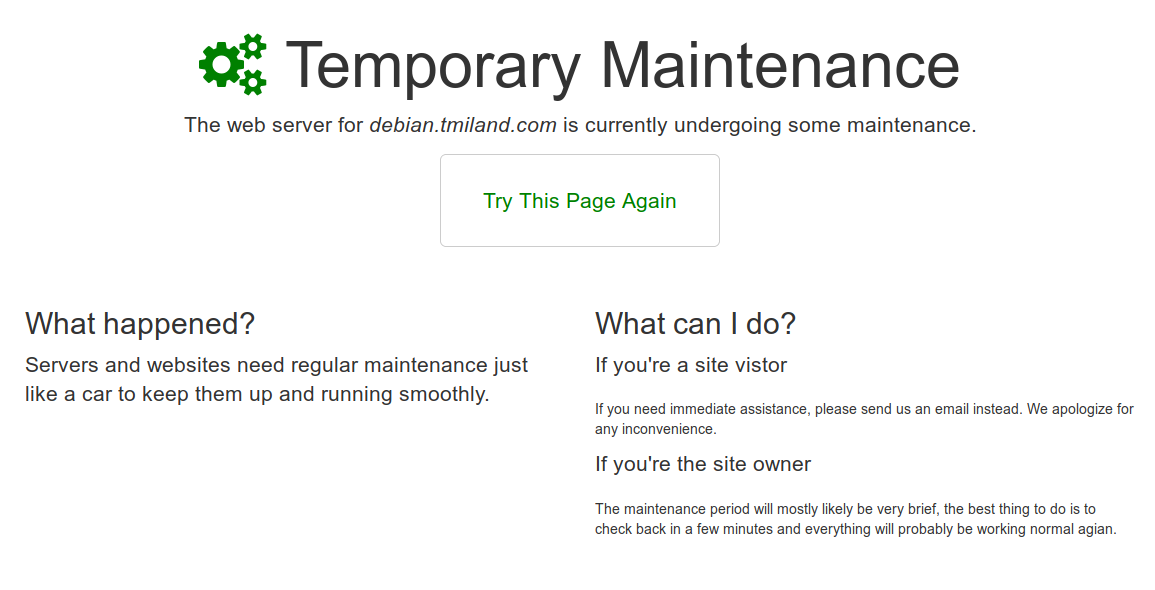 Temporary Maintenance
The web server for debian.tmiland.com is currently undergoing some maintenance.
Try This Page Again
What happened?
Servers and websites need regular maintenance just
like a car to keep them up and running smoothly.
What can I do?
If you're a site vistor
If you need immediate assistance, please send us an email instead. We apologize for
any inconvenience.
If you're the site owner
The maintenance period will mostly likely be very brief, the best thing to do is to
check back in a few minutes and everything will probably be working normal agian.